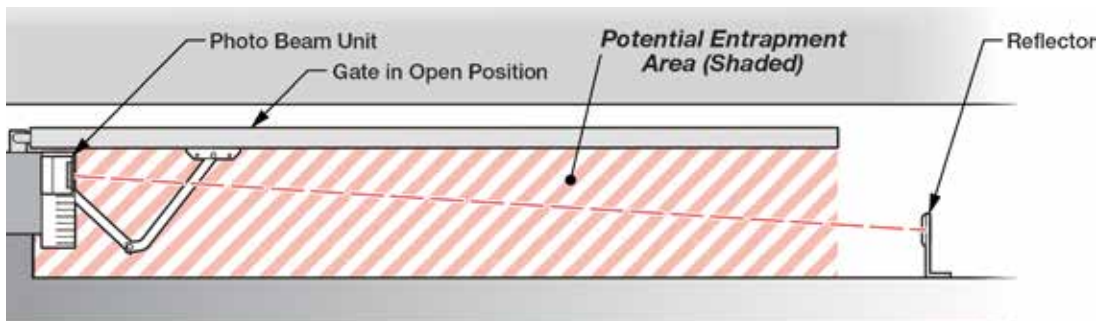 Photo Beam Unit
Gate in Open Position
Potential Entrapment
Area (Shaded)
Reflector